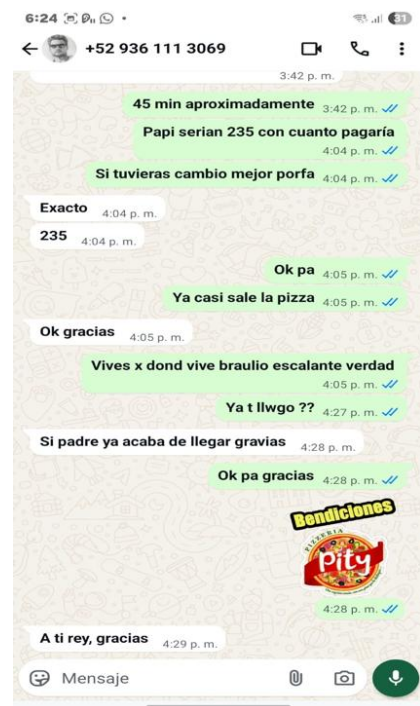 6:24
31
+52 936 111 3069
3:42 p. m.
45 min aproximadamente 3:42 p. m.
Papi serian 235 con cuanto pagaría
4:04 p. m.
Si tuvieras cambio mejor porfa 4:04 p. m.
Exacto 4:04 p. m.
235 4:04 p. m.
Ok pa 4:05 p. m.
Ya casi sale la pizza 4:05 p. m.
Ok gracias 4:05 p. m.
Vives x dond vive braulio escalante verdad
4:05 p. m.
Ya t llwgo ?? 4:27 p. m.
Si padre ya acaba de llegar gravias 4:28 p. m.
Ok pa gracias 4:28 p. m.
Bendiciones
PIZZERIA
Pity
4:28 p. m.
A ti rey, gracias 4:29 p. m.
Mensaje